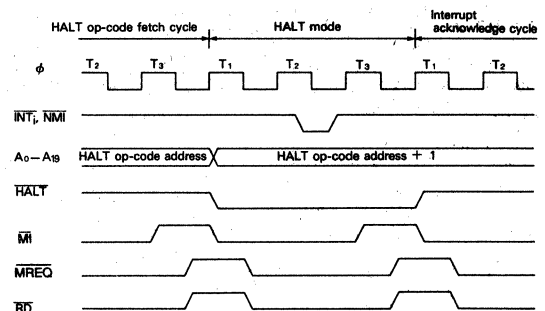 HALT op-code fetch cycle
HALT mode
Interrupt
acknowledge cycle
φ
T2 T3 T1 T2 T3 T1 T2
INTi, NMI
A0—A19
HALT op-code address
HALT op-code address + 1
HALT
MI
MREQ
RD